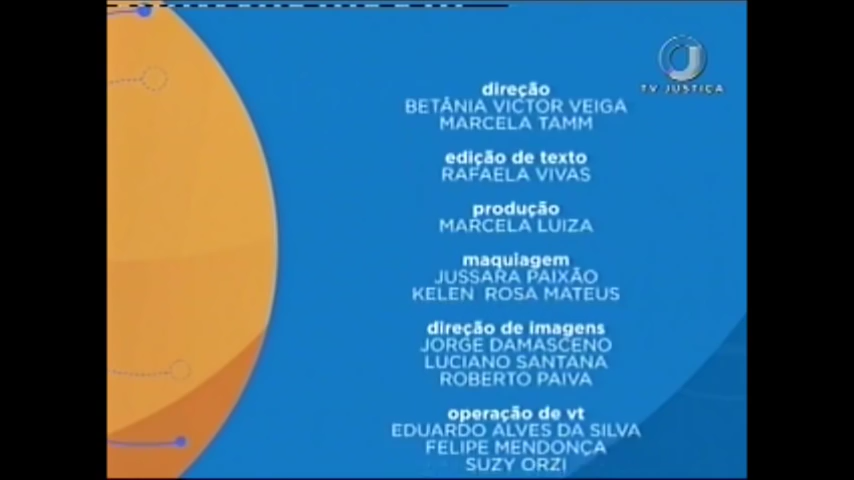 direção
BETÂNIA VICTOR VEIGA
MARCELA TAMM
TV JUSTIÇA
edição de texto
RAFAELA VIVAS
produção
MARCELA LUIZA
maquiagem
JUSSARA PAIXÃO
KELEN ROSA MATEUS
direção de imagens
JORGE DAMASCENO
LUCIANO SANTANA
ROBERTO PAIVA
operação de vt
EDUARDO ALVES DA SILVA
FELIPE MENDONÇA
SUZY ORZI